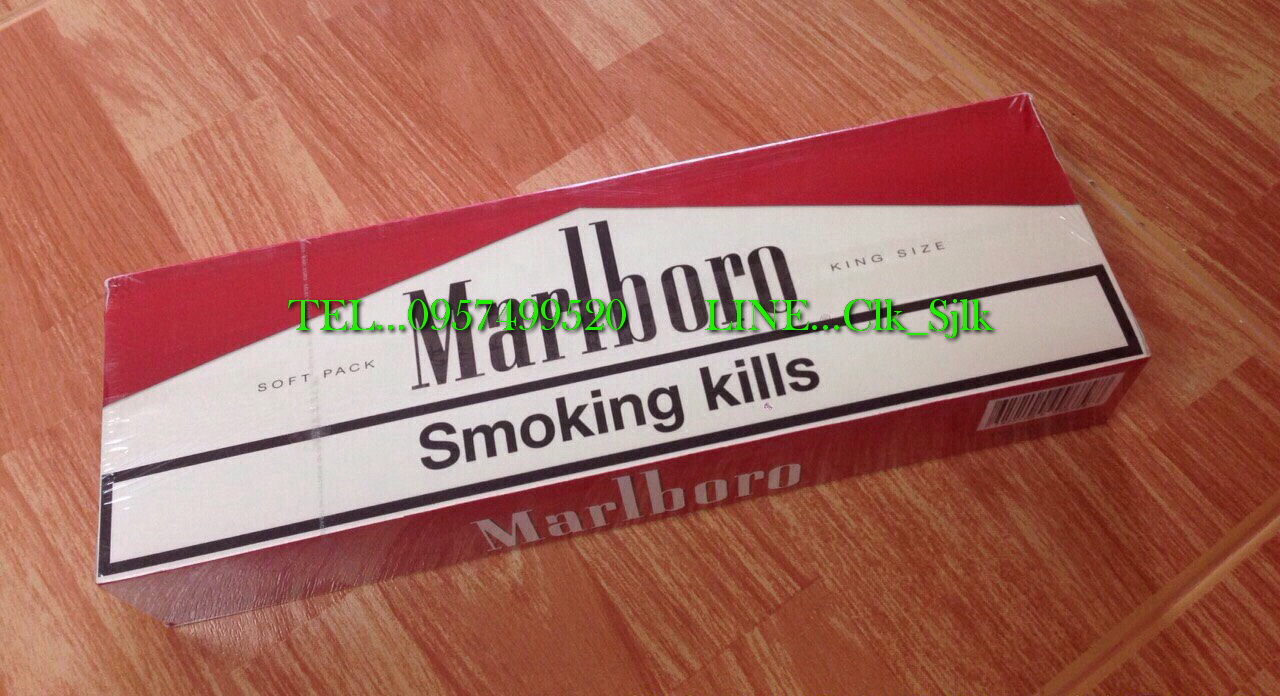 KING SIZE
Marlboro
TEL...0957499520 LINE...Clk_Sjlk
SOFT PACK
Smoking kills
Marlboro